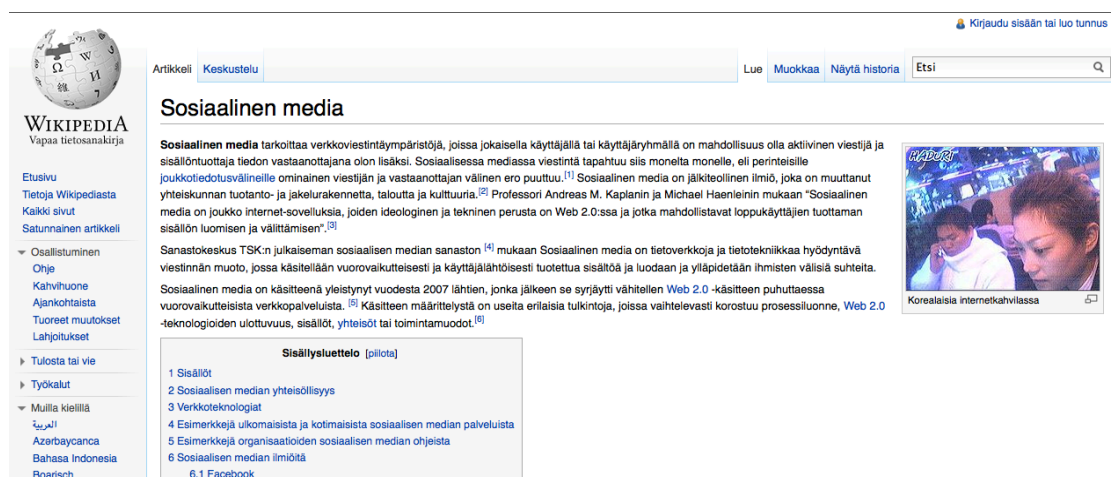 Kirjaudu sisään tai luo tunnus
Artikkeli Keskustelu
Lue Muokkaa Näytä historia Etsi
WIKIPEDIA
Vapaa tietosanakirja
Etusivu
Tietoja Wikipediasta
Kaikki sivut
Satunnainen artikkeli
Osallistuminen
Ohje
Kahvihuone
Ajankohtaista
Tuoreet muutokset
Lahjoitukset
Tulosta tai vie
Työkalut
Muilla kielillä
العربية
Azərbaycanca
Bahasa Indonesia
Boarisch
Sosiaalinen media
Sosiaalinen media tarkoittaa verkkoviestintäympäristöjä, joissa jokaisella käyttäjällä tai käyttäjäryhmällä on mahdollisuus olla aktiivinen viestijä ja
sisällöntuottaja tiedon vastaanottajana olon lisäksi. Sosiaalisessa mediassa viestintä tapahtuu siis monelta monelle, eli perinteisille
joukkotiedotusvälineille ominainen viestijän ja vastaanottajan välinen ero puuttuu.[1] Sosiaalinen media on jälkiteollinen ilmiö, joka on muuttanut
yhteiskunnan tuotanto- ja jakelurakennetta, taloutta ja kulttuuria.[2] Professori Andreas M. Kaplanin ja Michael Haenleinin mukaan "Sosiaalinen
media on joukko internet-sovelluksia, joiden ideologinen ja tekninen perusta on Web 2.0:ssa ja jotka mahdollistavat loppukäyttäjien tuottaman
sisällön luomisen ja välittämisen".[3]
Sanastokeskus TSK:n julkaiseman sosiaalisen median sanaston [4] mukaan Sosiaalinen media on tietoverkkoja ja tietotekniikkaa hyödyntävä
viestinnän muoto, jossa käsitellään vuorovaikutteisesti ja käyttäjälähtöisesti tuotettua sisältöä ja luodaan ja ylläpidetään ihmisten välisiä suhteita.
Sosiaalinen media on käsitteenä yleistynyt vuodesta 2007 lähtien, jonka jälkeen se syrjäytti vähitellen Web 2.0 -käsitteen puhuttaessa
vuorovaikutteisista verkkopalveluista. [5] Käsitteen määrittelystä on useita erilaisia tulkintoja, joissa vaihtelevasti korostuu prosessiluonne, Web 2.0
-teknologioiden ulottuvuus, sisällöt, yhteisöt tai toimintamuodot.[6]
HADURI
Korealaisia internetkahvilassa
Sisällysluettelo [piilota]
1 Sisällöt
2 Sosiaalisen median yhteisöllisyys
3 Verkkoteknologiat
4 Esimerkkejä ulkomaisista ja kotimaisista sosiaalisen median palveluista
5 Esimerkkejä organisaatioiden sosiaalisen median ohjeista
6 Sosiaalisen median ilmiöitä
6.1 Facebook